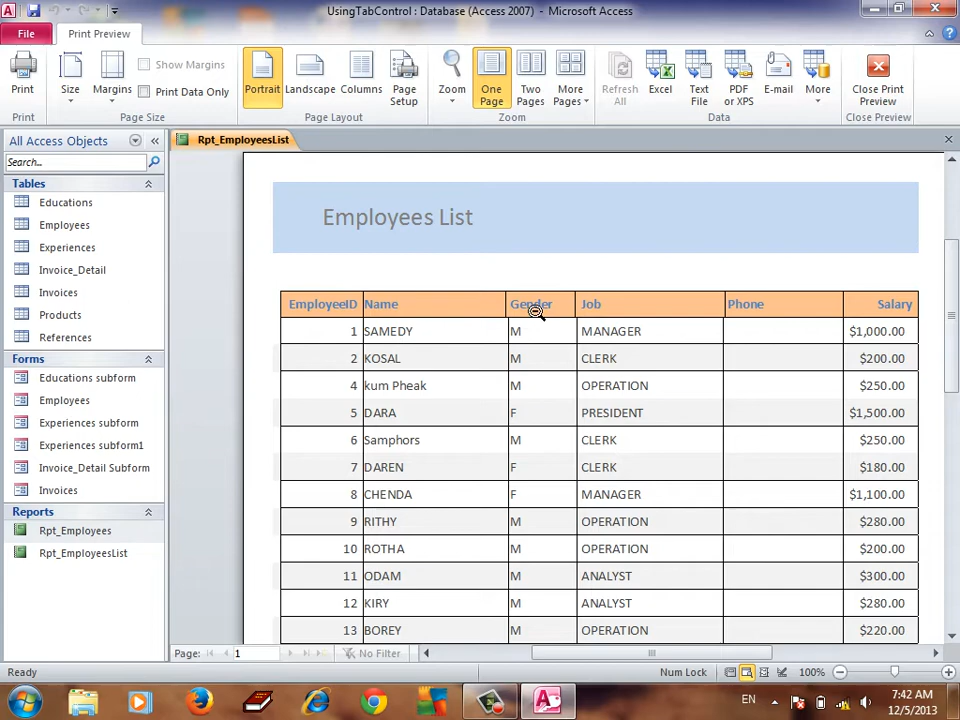 UsingTabControl : Database (Access 2007) - Microsoft Access
File
Print Preview
Print
Size
Margins
Show Margins
Print Data Only
Portrait
Landscape
Columns
Page Setup
Zoom
One Page
Two Pages
More Pages
Refresh All
Excel
Text File
PDF or XPS
E-mail
More
Close Print Preview
Print
Page Size
Page Layout
Zoom
Data
Close Preview
All Access Objects
Search...
Tables
Educations
Employees
Experiences
Invoice_Detail
Invoices
Products
References
Forms
Educations subform
Employees
Experiences subform
Experiences subform1
Invoice_Detail Subform
Invoices
Reports
Rpt_Employees
Rpt_EmployeesList
Rpt_EmployeesList
Employees List
EmployeeID Name Gender Job Phone Salary
1 SAMEDY M MANAGER $1,000.00
2 KOSAL M CLERK $200.00
4 kum Pheak M OPERATION $250.00
5 DARA F PRESIDENT $1,500.00
6 Samphors M CLERK $250.00
7 DAREN F CLERK $180.00
8 CHENDA F MANAGER $1,100.00
9 RITHY M OPERATION $280.00
10 ROTHA M OPERATION $200.00
11 ODAM M ANALYST $300.00
12 KIRY M ANALYST $280.00
13 BOREY M OPERATION $220.00
Page: 1 No Filter
Ready
Num Lock
100%
EN
7:42 AM
12/5/2013